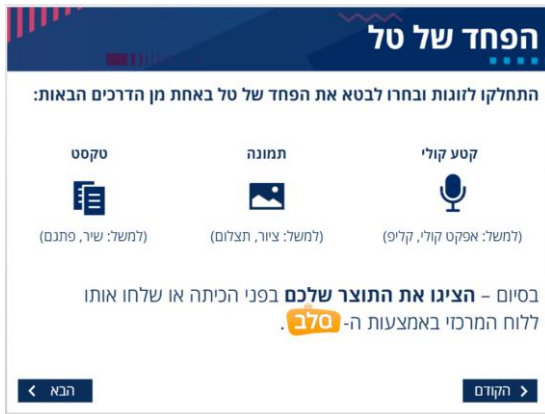 הפחד של טל
התחלקו לזוגות ובחרו לבטא את הפחד של טל באחת מן הדרכים הבאות:
קטע קולי
תמונה
טקסט
(למשל: אפקט קולי, קליפ)
(למשל: ציור, תצלום)
(למשל: שיר, פתגם)
בסיום – הציגו את התוצר שלכם בפני הכיתה או שלחו אותו
ללוח המרכזי באמצעות ה- סלב .
הקודם
הבא